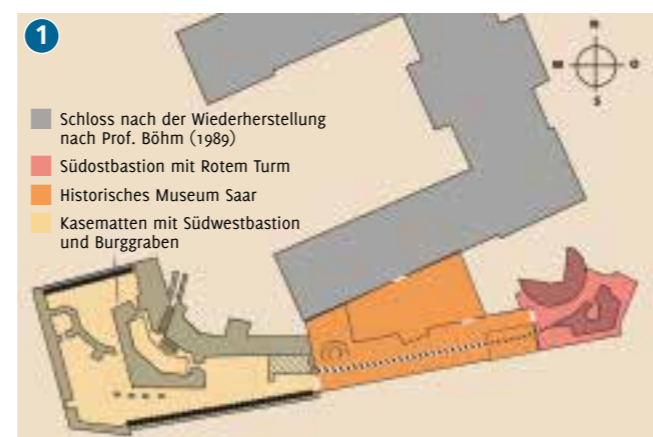 1
N
W O
S
Schloss nach der Wiederherstellung
nach Prof. Böhm (1989)
Südostbastion mit Rotem Turm
Historisches Museum Saar
Kasematten mit Südwestbastion
und Burggraben